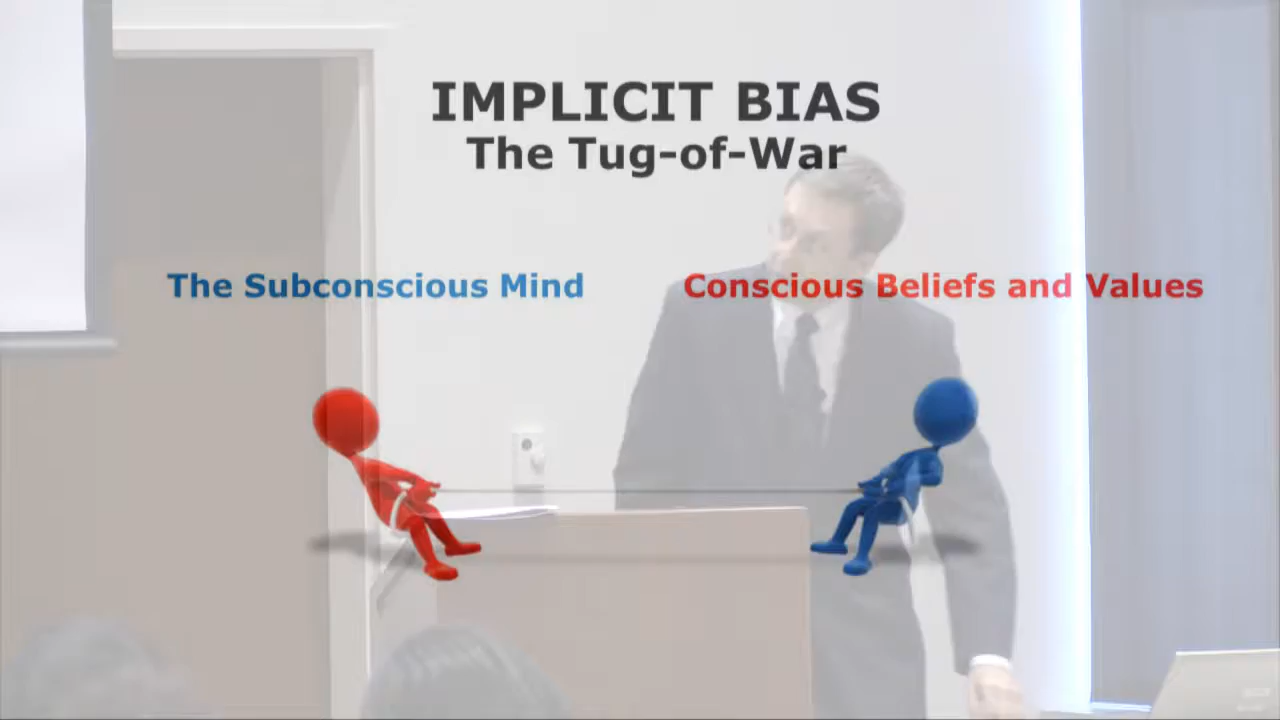 IMPLICIT BIAS
The Tug-of-War
The Subconscious Mind
Conscious Beliefs and Values